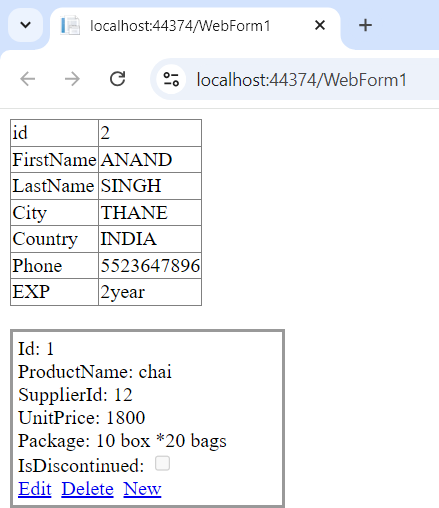 localhost:44374/WebForm1
localhost:44374/WebForm1
id 2
FirstName ANAND
LastName SINGH
City THANE
Country INDIA
Phone 5523647896
EXP 2year
Id: 1
ProductName: chai
SupplierId: 12
UnitPrice: 1800
Package: 10 box *20 bags
IsDiscontinued:
Edit Delete New